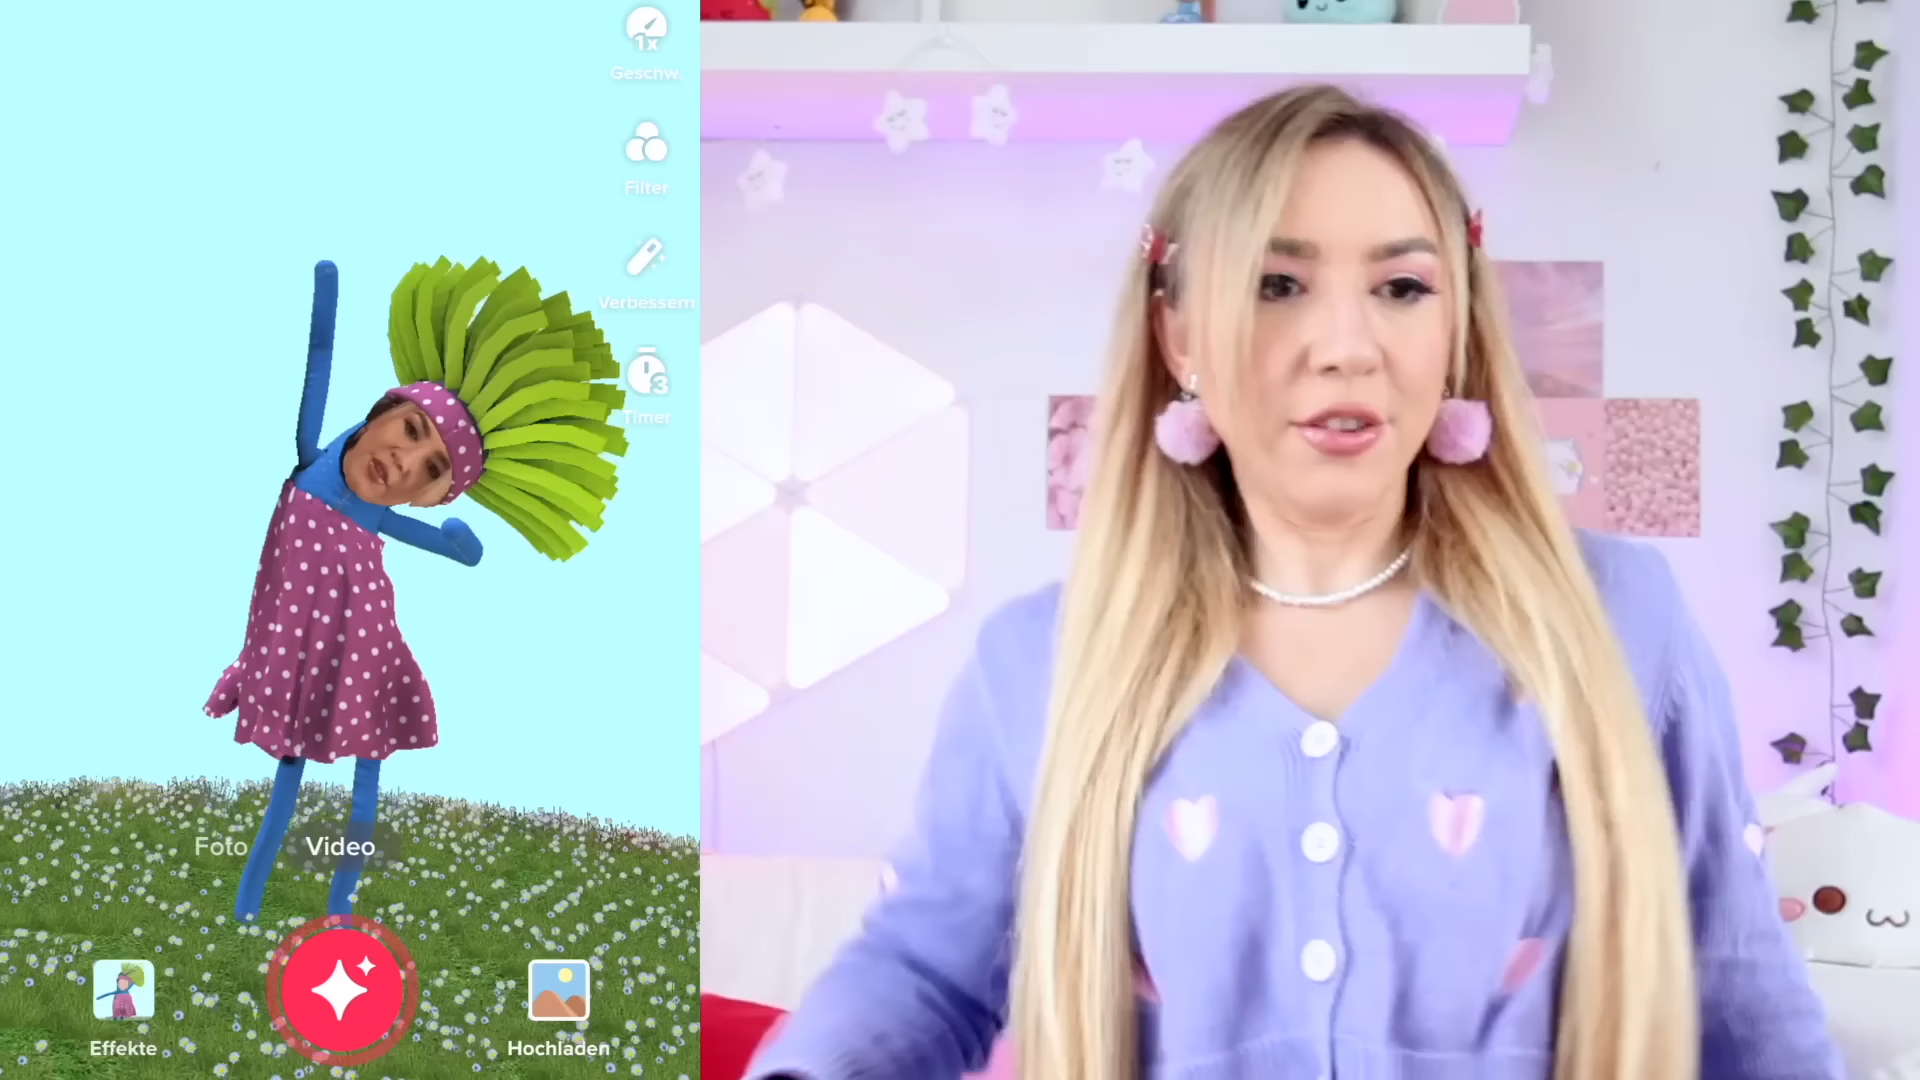 1x
Geschw.
Filter
Verbessern
3
Timer
Foto
Video
Effekte
Hochladen